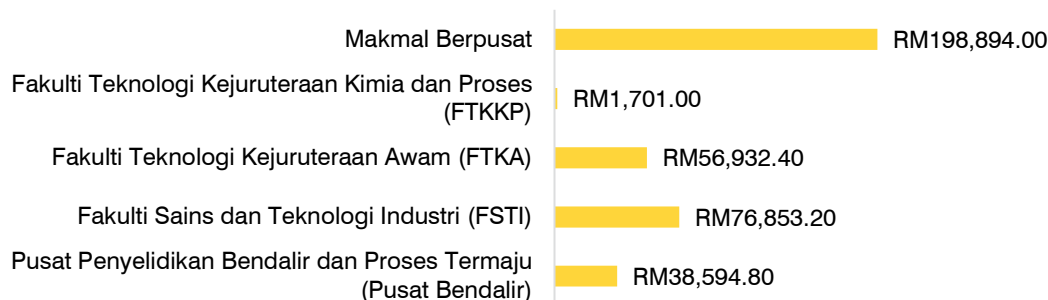 Makmal Berpusat
RM198,894.00
Fakulti Teknologi Kejuruteraan Kimia dan Proses
(FTKKP)
RM1,701.00
Fakulti Teknologi Kejuruteraan Awam (FTKA)
RM56,932.40
Fakulti Sains dan Teknologi Industri (FSTI)
RM76,853.20
Pusat Penyelidikan Bendalir dan Proses Termaju
(Pusat Bendalir)
RM38,594.80